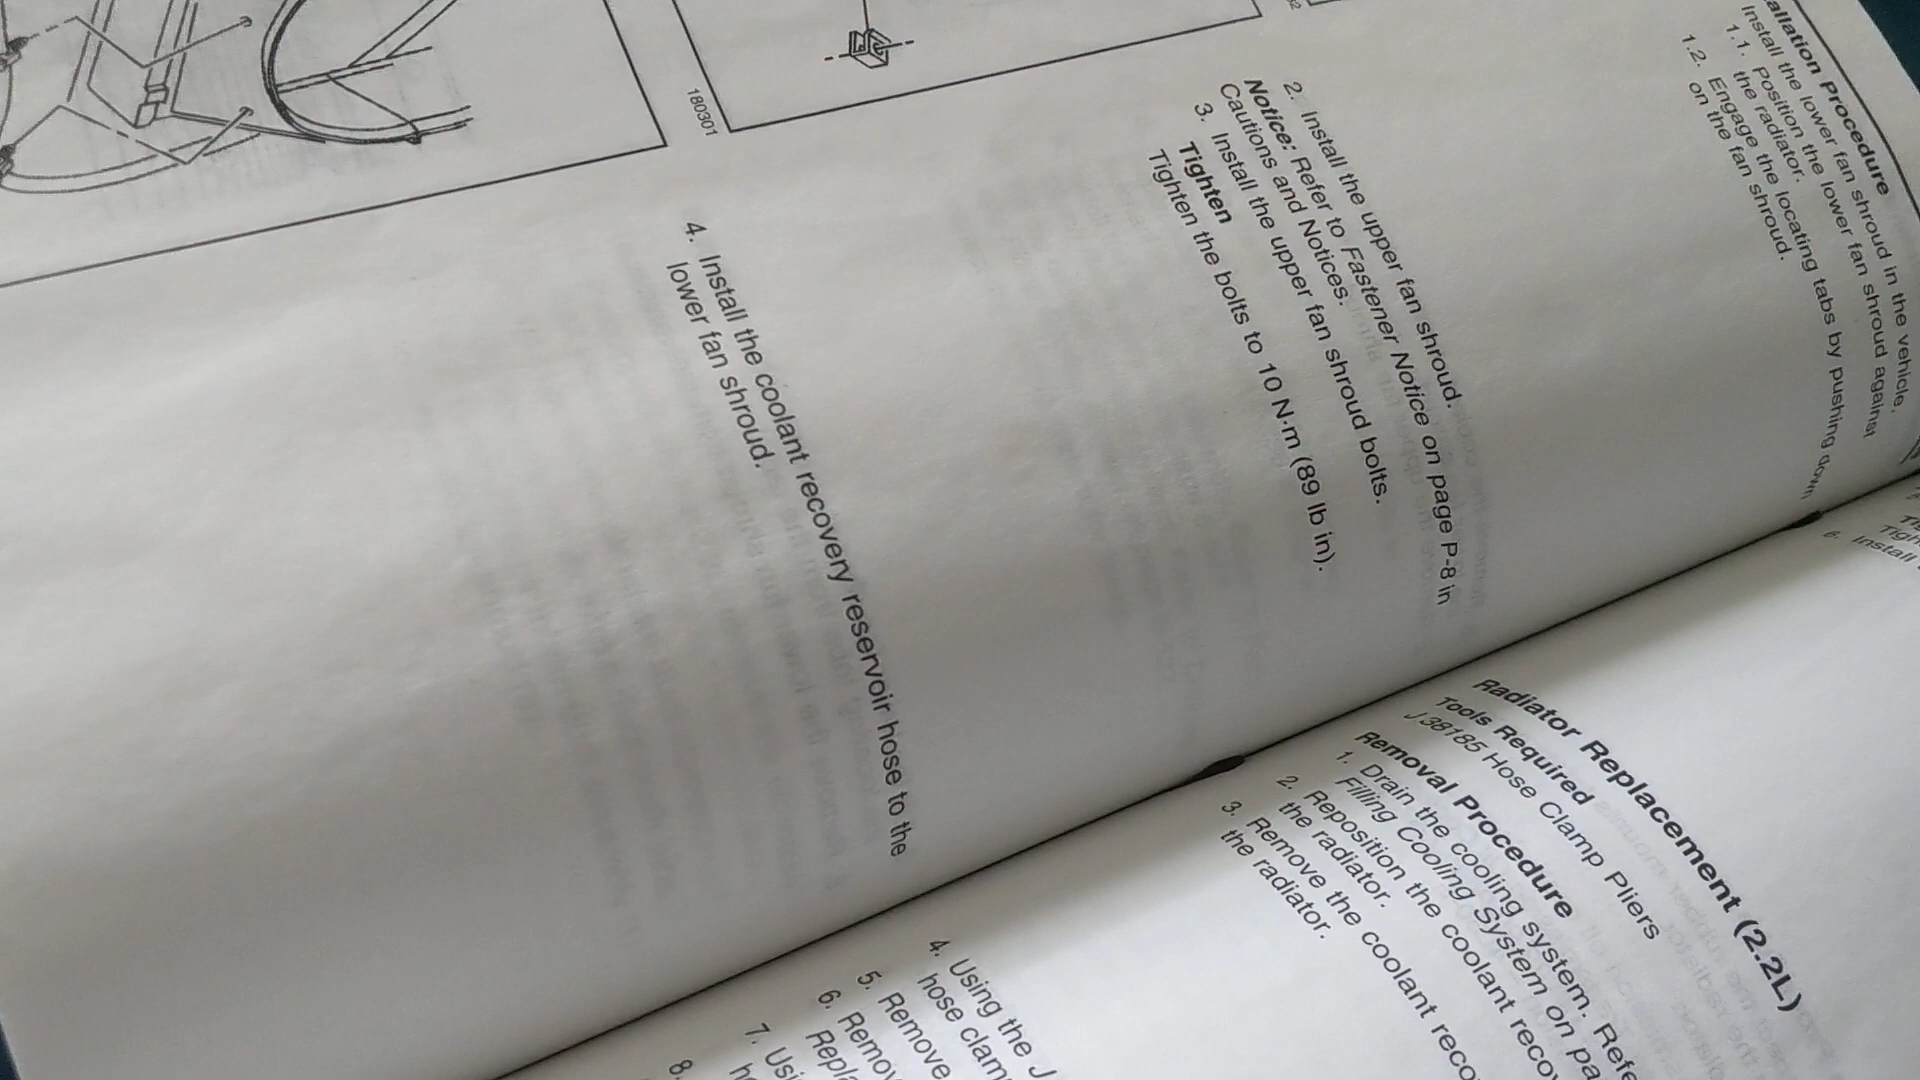 Installation Procedure
Install the lower fan shroud in the vehicle.
1.1. Position the lower fan shroud against
the radiator.
1.2. Engage the locating tabs by pushing down
on the fan shroud.
2. Install the upper fan shroud.
Notice: Refer to Fastener Notice on page P-8 in
Cautions and Notices.
3. Install the upper fan shroud bolts.
Tighten
Tighten the bolts to 10 N·m (89 lb in).
180301
4. Install the coolant recovery reservoir hose to the
lower fan shroud.
6. Install
Radiator Replacement (2.2L)
Tools Required
J 38185 Hose Clamp Pliers
Removal Procedure
1. Drain the cooling system.
Filling Cooling System on
2. Reposition the coolant
the radiator.
3. Remove the coolant
the radiator.
4. Using the J
hose
5. Remove
6.
7.
8.